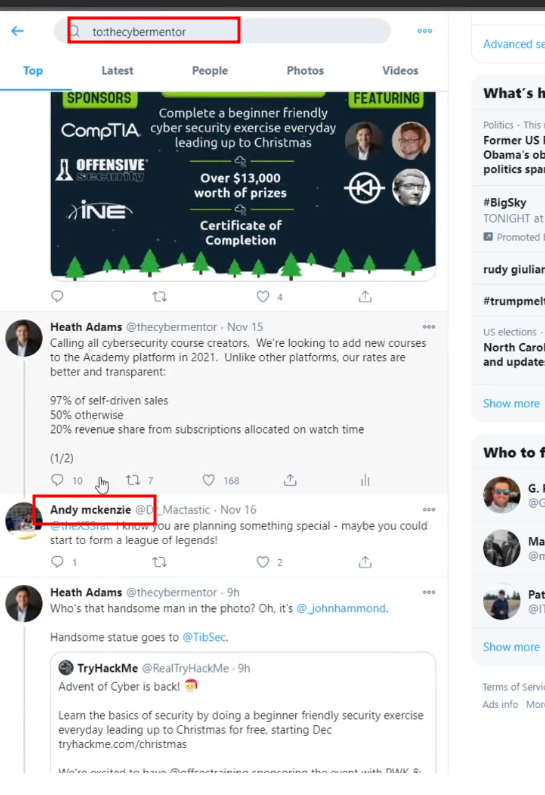 to:thecybermentor
Advanced se
Top Latest People Photos Videos
SPONSORS
CompTIA
OFFENSIVE
security
INE
Complete a beginner friendly
cyber security exercise everyday
leading up to Christmas
Over $13,000
worth of prizes
Certificate of
Completion
FEATURING
4
Heath Adams @thecybermentor · Nov 15
Calling all cybersecurity course creators. We're looking to add new courses
to the Academy platform in 2021. Unlike other platforms, our rates are
better and transparent:
97% of self-driven sales
50% otherwise
20% revenue share from subscriptions allocated on watch time
(1/2)
10 7 168
Andy mckenzie _Mactastic · Nov 16
@theXSSrat I know you are planning something special - maybe you could
start to form a league of legends!
1 2
Heath Adams @thecybermentor · 9h
Who's that handsome man in the photo? Oh, it's @_johnhammond.
Handsome statue goes to @TibSec.
TryHackMe @RealTryHackMe · 9h
Advent of Cyber is back! 🎅
Learn the basics of security by doing a beginner friendly security exercise
everyday leading up to Christmas for free, starting Dec
tryhackme.com/christmas
We're excited to have @offsectraining sponsoring the event with PWK &
What's h
Politics · This
Former US
Obama's ob
politics spa
#BigSky
TONIGHT at
Promoted
rudy giulian
#trumpmelt
US elections ·
North Carol
and update
Show more
Who to f
G.
@G
Ma
@m
Pat
Show more
Terms of Servi
Ads info Mor